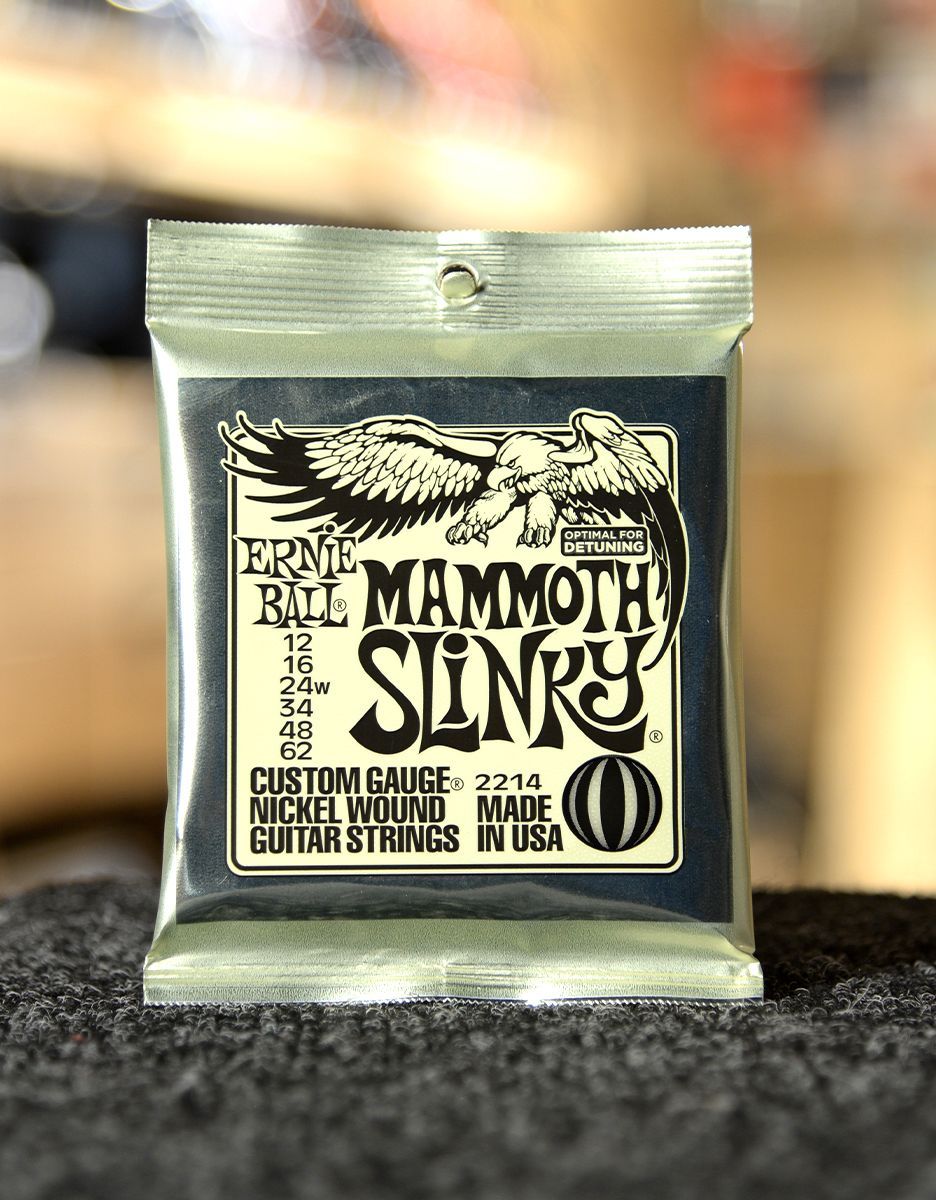 OPTIMAL FOR
DETUNING
ERNiE
BALL®
MAMMOTH
SLiNKY®
12
16
24w
34
48
62
CUSTOM GAUGE®
NICKEL WOUND
GUITAR STRINGS
2214
MADE
IN USA